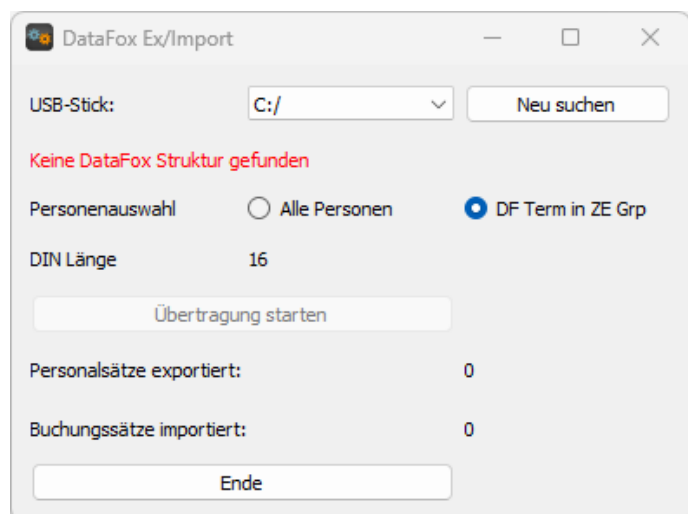 DataFox Ex/Import
USB-Stick: C:/ Neu suchen
Keine DataFox Struktur gefunden
Personenauswahl Alle Personen DF Term in ZE Grp
DIN Länge 16
Übertragung starten
Personalsätze exportiert: 0
Buchungssätze importiert: 0
Ende